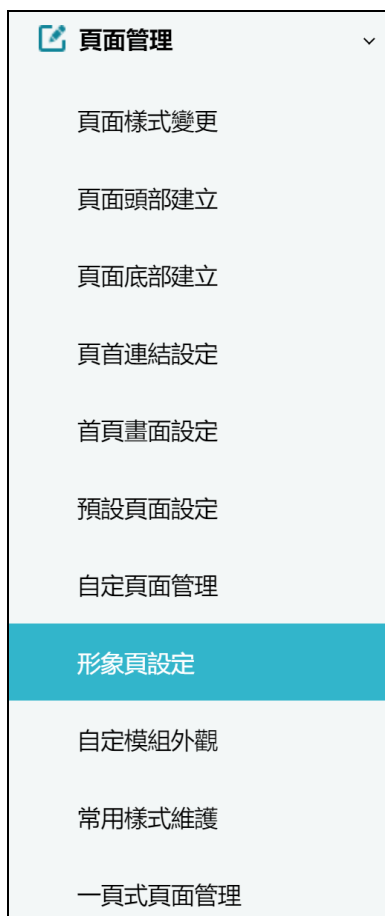 頁面管理
頁面樣式變更
頁面頭部建立
頁面底部建立
頁首連結設定
首頁畫面設定
預設頁面設定
自定頁面管理
形象頁設定
自定模組外觀
常用樣式維護
一頁式頁面管理